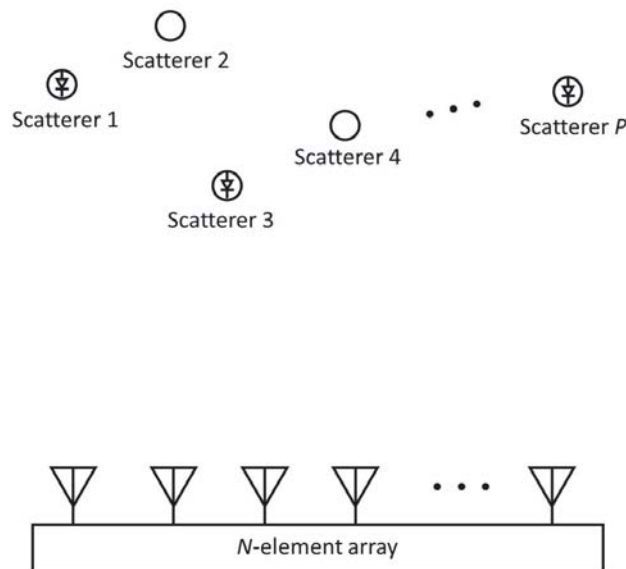 Scatterer 2
Scatterer 1
Scatterer P
Scatterer 4
Scatterer 3
N-element array